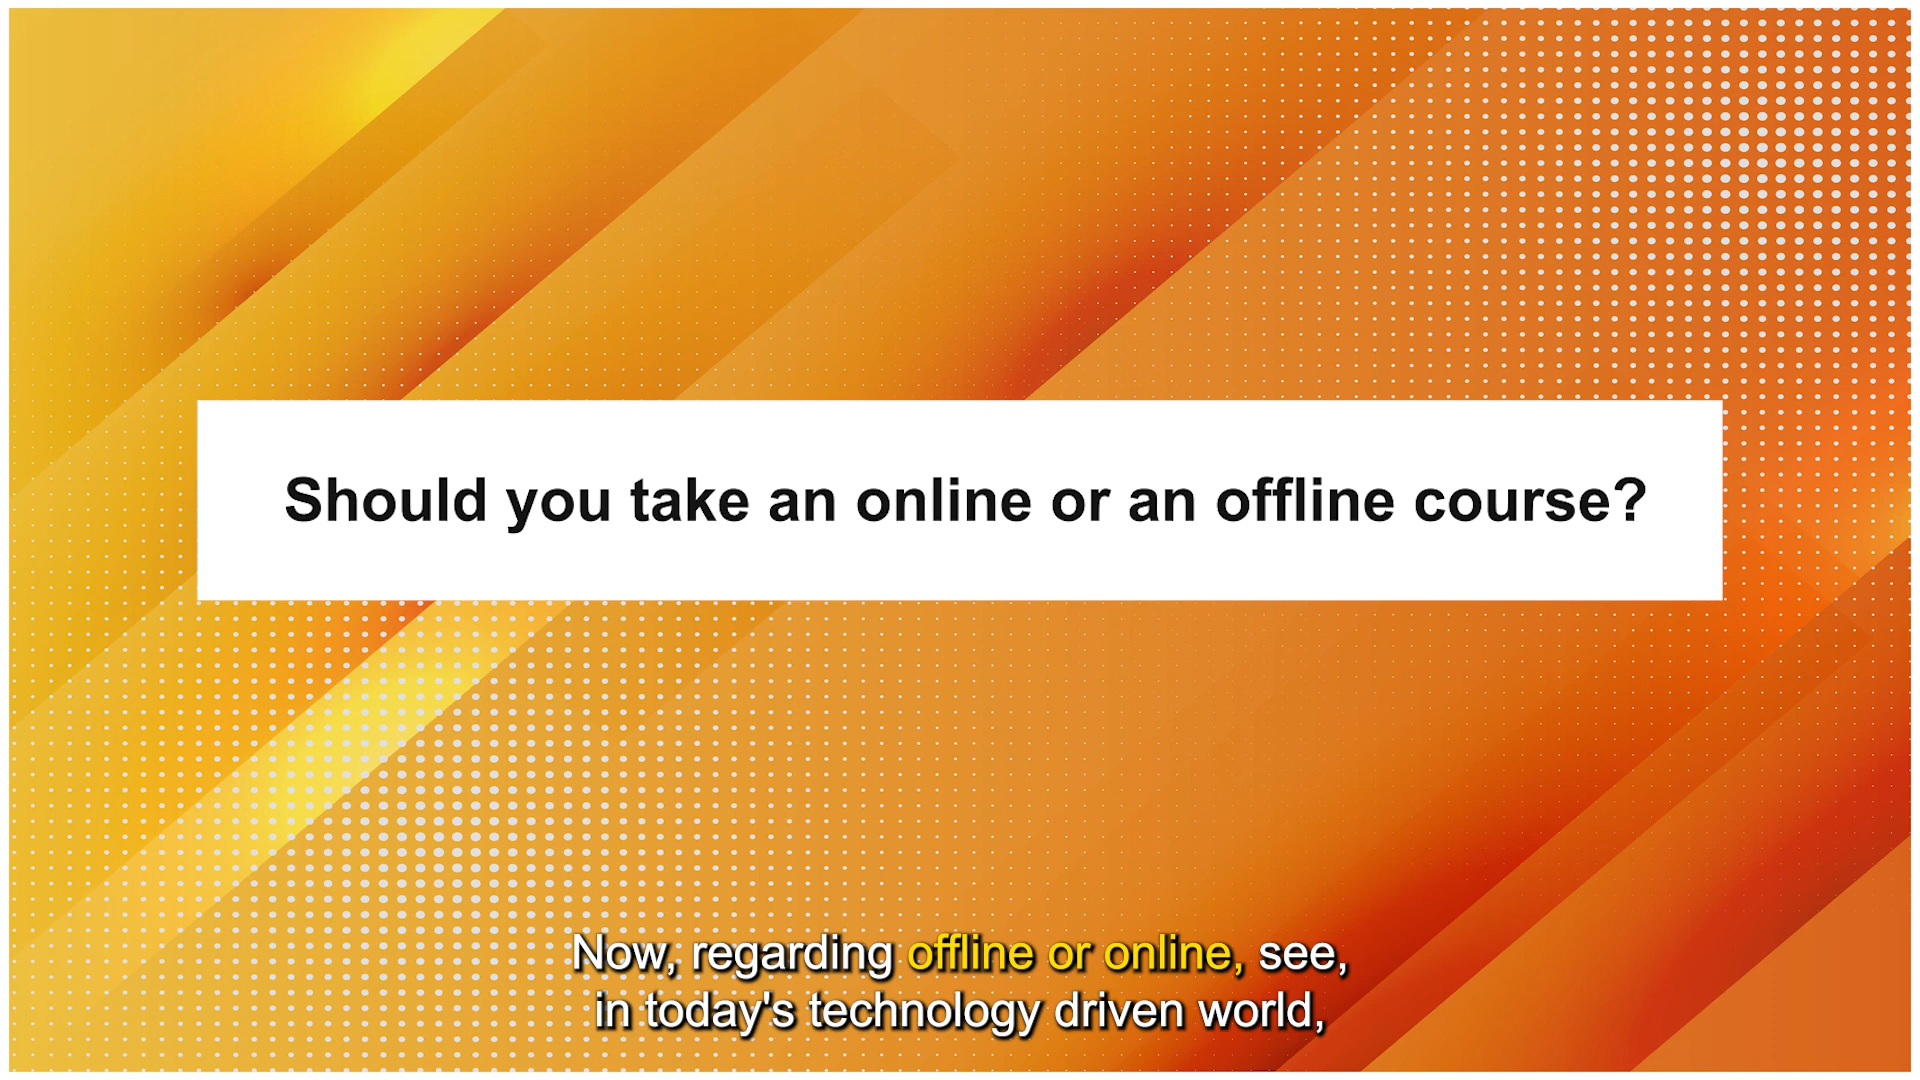 Should you take an online or an offline course?
Now, regarding offline or online, see,
in today's technology driven world,